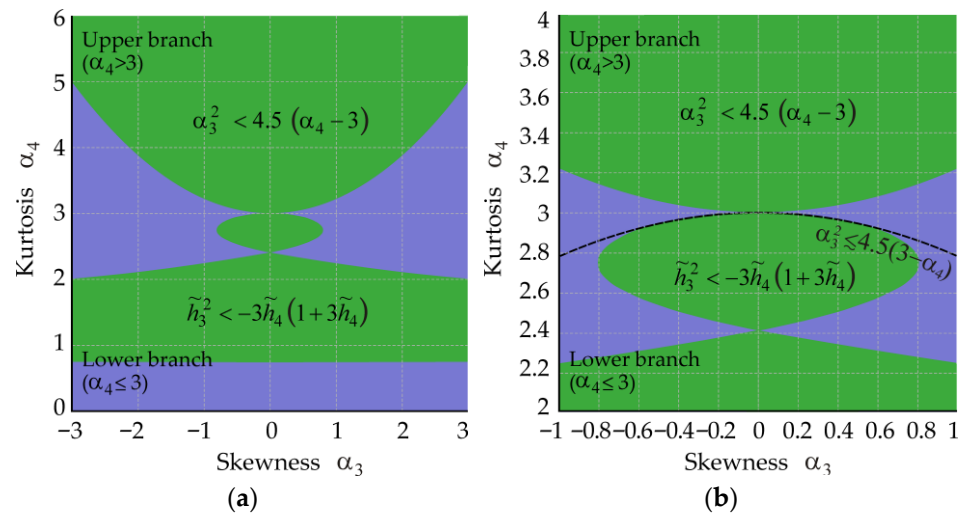 6
5
4
3
2
1
0
Kurtosis α₄
Upper branch
(α₄>3)
α₃² < 4.5 (α₄ − 3)
h̃₃² < −3h̃₄(1+3h̃₄)
Lower branch
(α₄ ≤ 3)
−3 −2 −1 0 1 2 3
Skewness α₃
(a)
4
3.8
3.6
3.4
3.2
3
2.8
2.6
2.4
2.2
2
Kurtosis α₄
Upper branch
(α₄>3)
α₃² < 4.5 (α₄ − 3)
α₃² ≲ 4.5(3−α₄)
h̃₃² < −3h̃₄(1+3h̃₄)
Lower branch
(α₄ ≤ 3)
−1 −0.8 −0.6 −0.4 −0.2 0 0.2 0.4 0.6 0.8 1
Skewness α₃
(b)